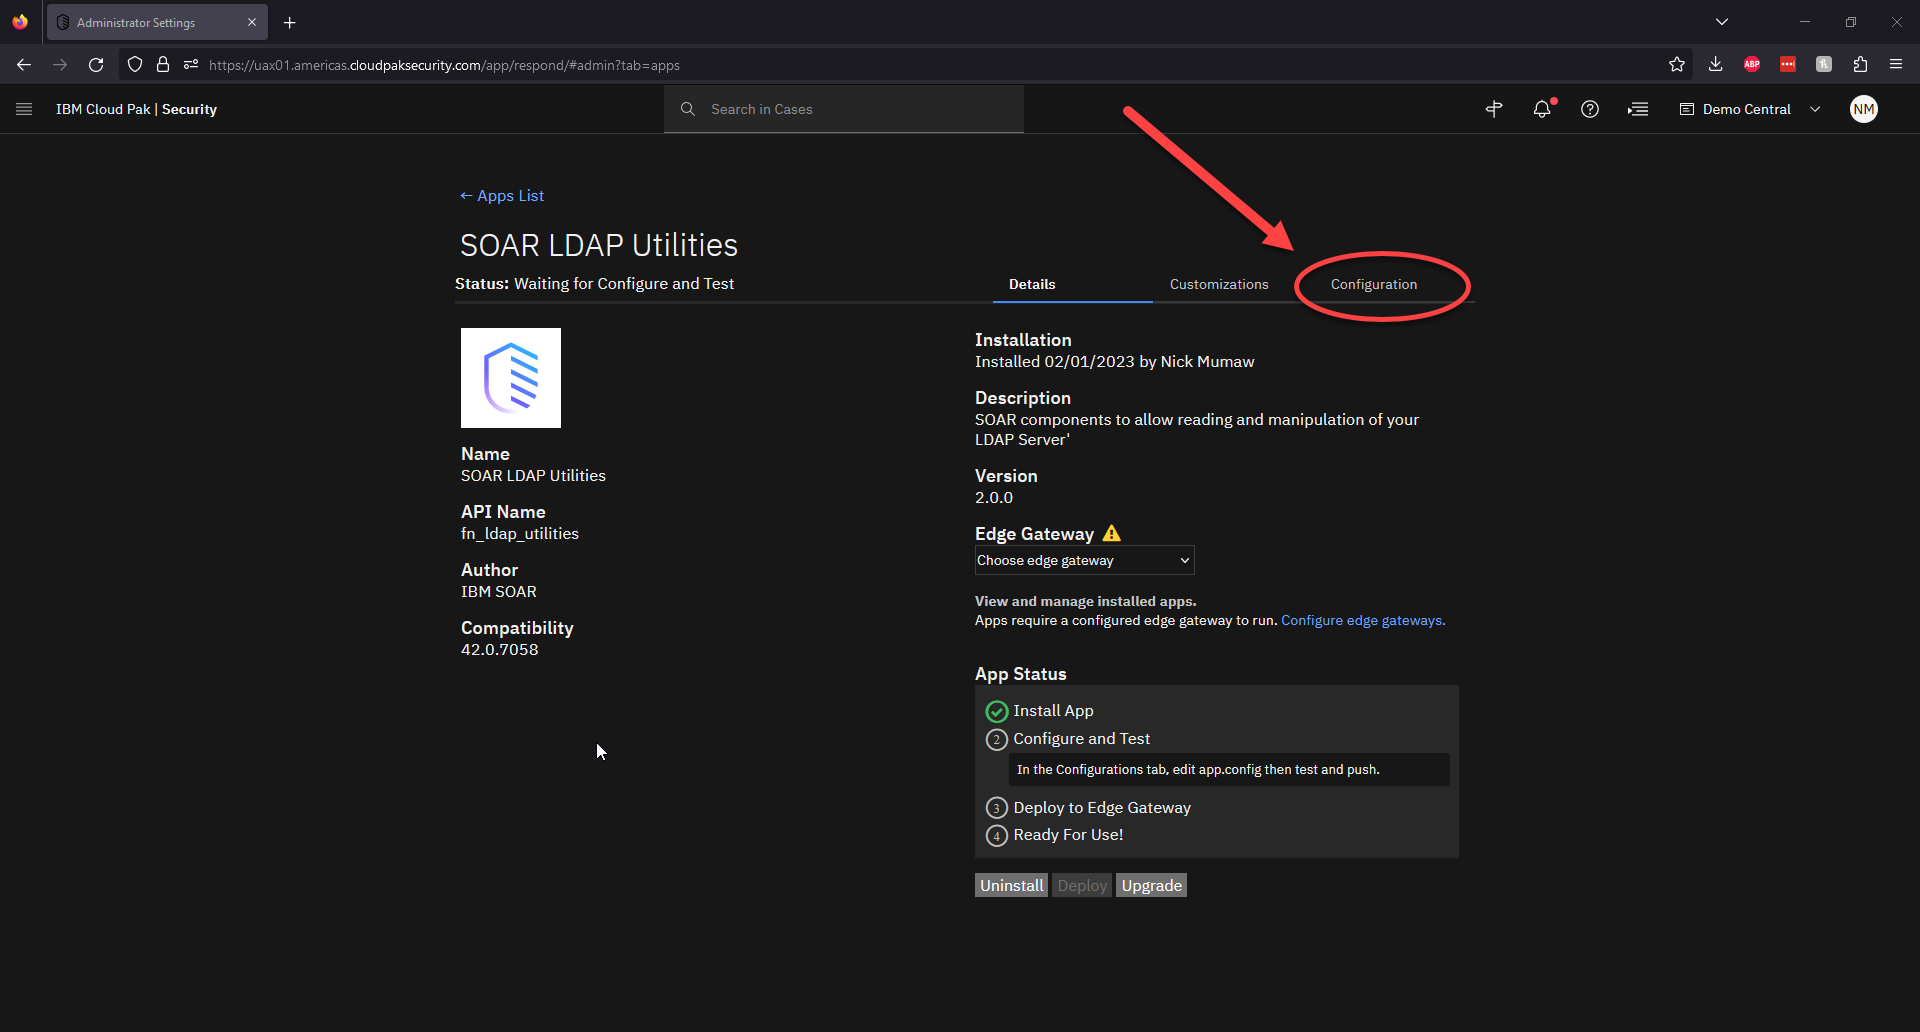 Administrator Settings
https://uax01.americas.cloudpaksecurity.com/app/respond/#admin?tab=apps
ABP
IBM Cloud Pak | Security
Search in Cases
Demo Central
NM
← Apps List
SOAR LDAP Utilities
Status: Waiting for Configure and Test
Details
Customizations
Configuration
Name
SOAR LDAP Utilities
API Name
fn_ldap_utilities
Author
IBM SOAR
Compatibility
42.0.7058
Installation
Installed 02/01/2023 by Nick Mumaw
Description
SOAR components to allow reading and manipulation of your
LDAP Server'
Version
2.0.0
Edge Gateway
Choose edge gateway
View and manage installed apps.
Apps require a configured edge gateway to run. Configure edge gateways.
App Status
Install App
2 Configure and Test
In the Configurations tab, edit app.config then test and push.
3 Deploy to Edge Gateway
4 Ready For Use!
Uninstall Deploy Upgrade